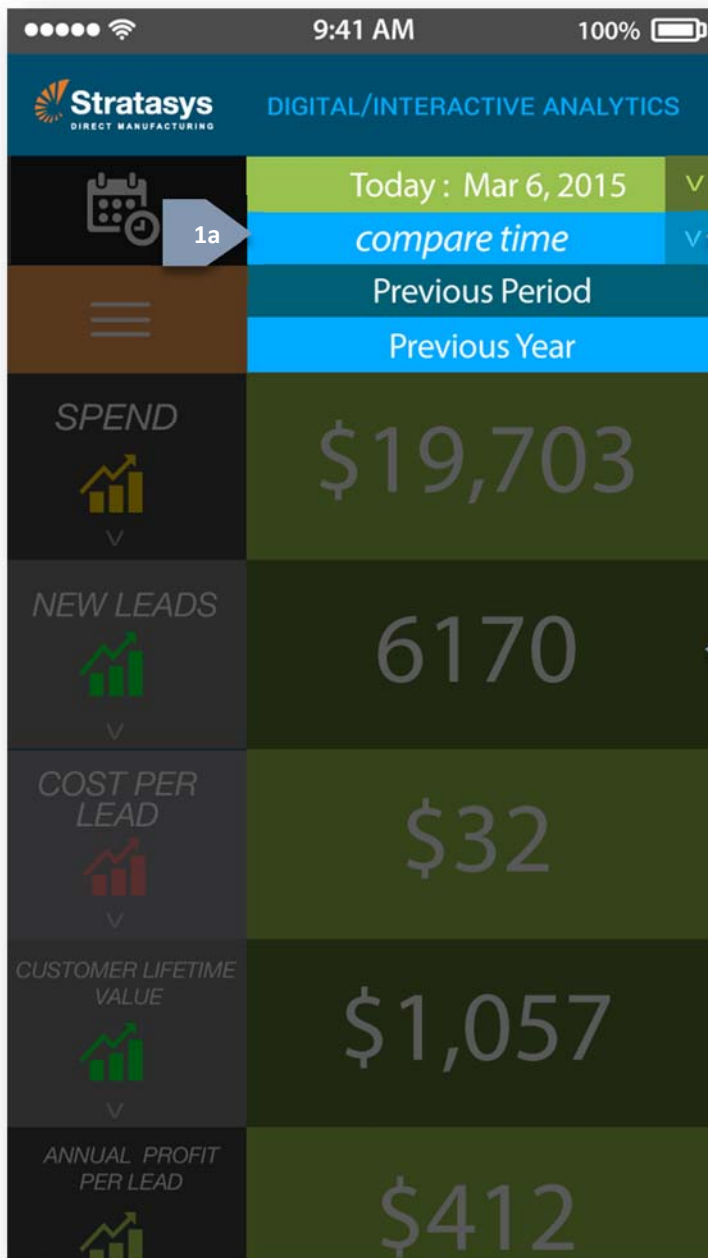 9:41 AM 100%
Stratasys DIGITAL/INTERACTIVE ANALYTICS
DIRECT MANUFACTURING
Today : Mar 6, 2015
1a compare time
Previous Period
Previous Year
SPEND
$19,703
NEW LEADS
6170
COST PER
LEAD
$32
CUSTOMER LIFETIME
VALUE
$1,057
ANNUAL PROFIT
PER LEAD
$412